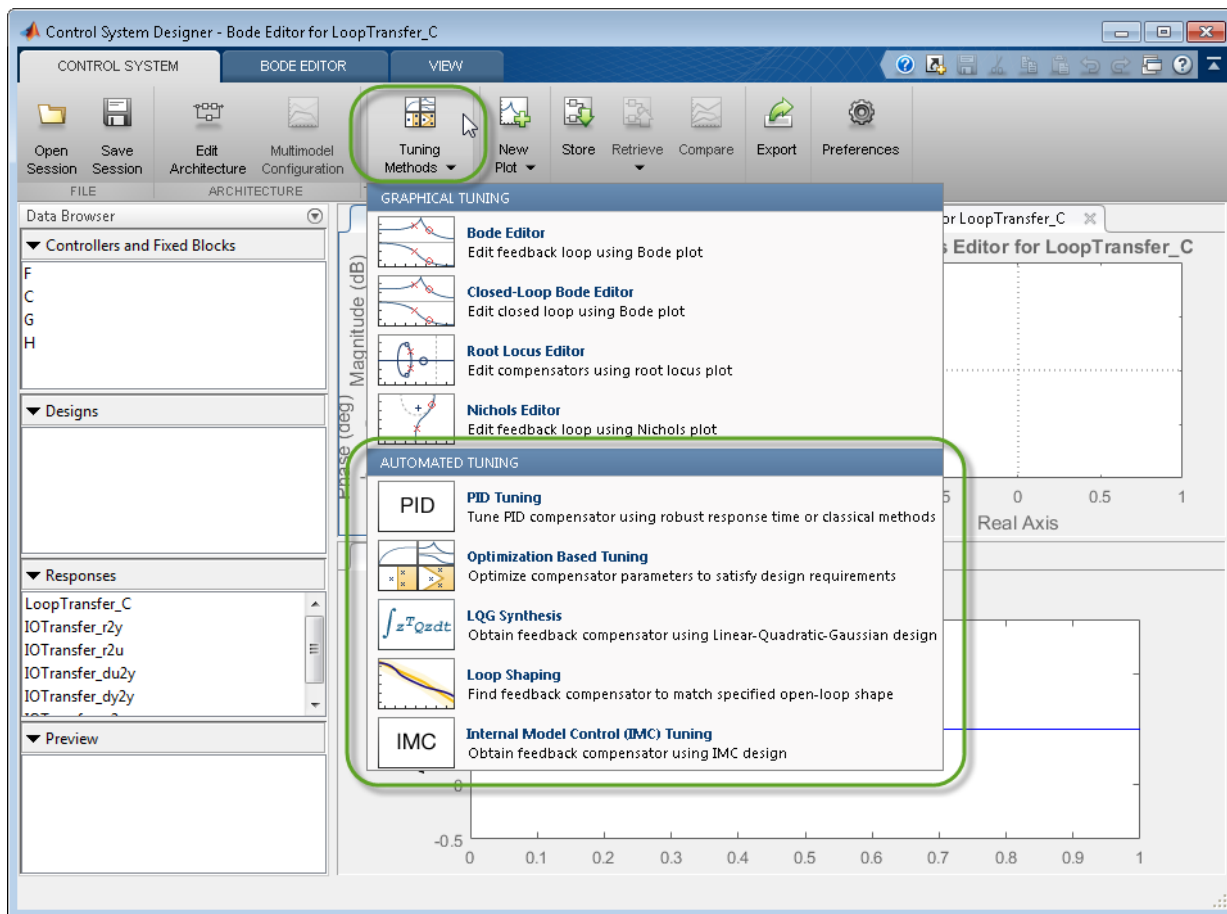 Control System Designer - Bode Editor for LoopTransfer_C
CONTROL SYSTEM
BODE EDITOR
VIEW
Open Session
Save Session
Edit Architecture
Multimodel Configuration
Tuning Methods
New Plot
Store
Retrieve
Compare
Export
Preferences
FILE
ARCHITECTURE
Data Browser
Controllers and Fixed Blocks
F
C
G
H
Designs
Responses
LoopTransfer_C
IOTransfer_r2y
IOTransfer_r2u
IOTransfer_du2y
IOTransfer_dy2y
Preview
GRAPHICAL TUNING
Bode Editor
Edit feedback loop using Bode plot
Closed-Loop Bode Editor
Edit closed loop using Bode plot
Root Locus Editor
Edit compensators using root locus plot
Nichols Editor
Edit feedback loop using Nichols plot
AUTOMATED TUNING
PID
PID Tuning
Tune PID compensator using robust response time or classical methods
Optimization Based Tuning
Optimize compensator parameters to satisfy design requirements
∫zᵀQzdt
LQG Synthesis
Obtain feedback compensator using Linear-Quadratic-Gaussian design
Loop Shaping
Find feedback compensator to match specified open-loop shape
IMC
Internal Model Control (IMC) Tuning
Obtain feedback compensator using IMC design
Magnitude (dB)
Phase (deg)
or LoopTransfer_C
Editor for LoopTransfer_C
5 0 0.5 1
Real Axis
0
-0.5
0 0.1 0.2 0.3 0.4 0.5 0.6 0.7 0.8 0.9 1